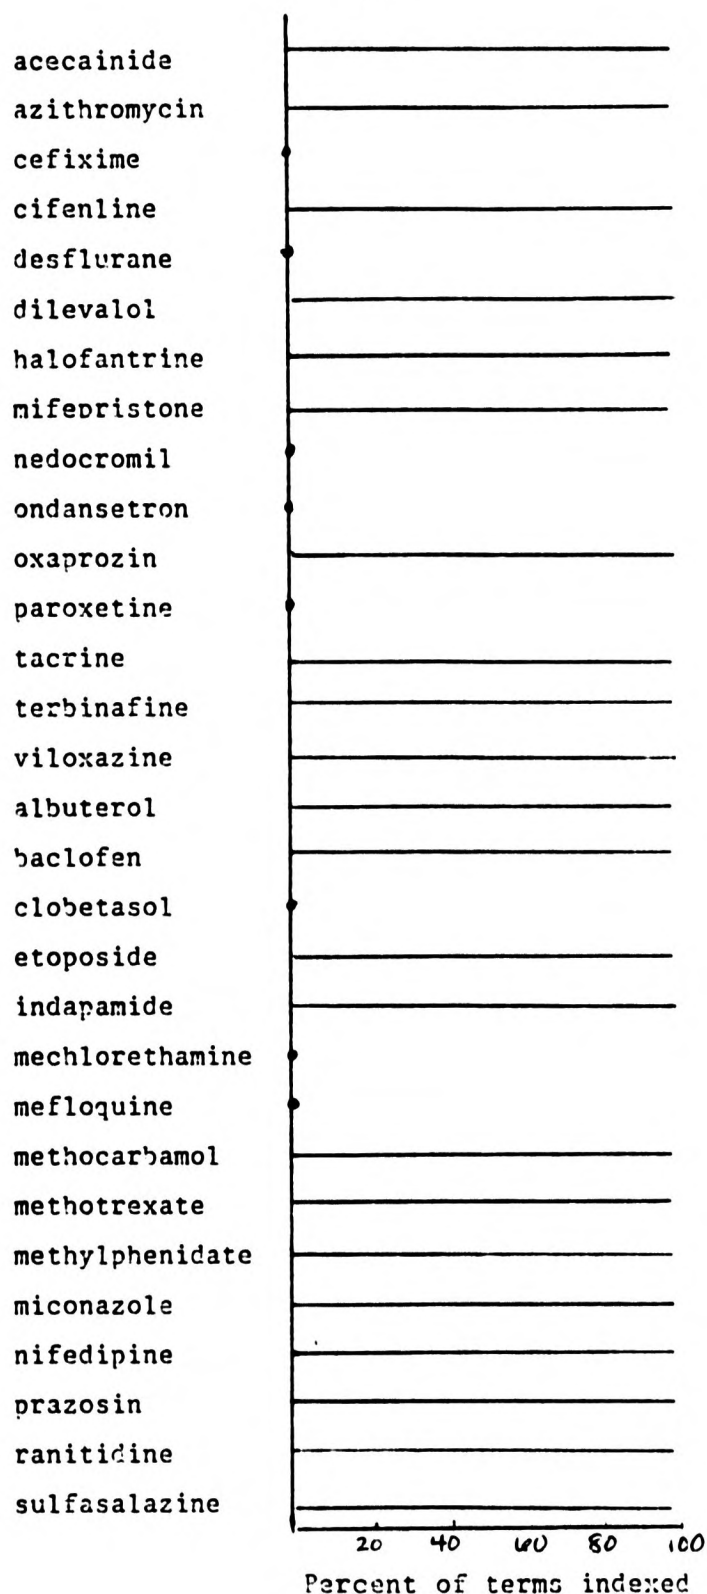 acecainide
azithromycin
cefixime
cifenline
desflurane
dilevalol
halofantrine
mifepristone
nedocromil
ondansetron
oxaprozin
paroxetine
tacrine
terbinafine
viloxazine
albuterol
baclofen
clobetasol
etoposide
indapamide
mechlorethamine
mefloquine
methocarbamol
methotrexate
methylphenidate
miconazole
nifedipine
prazosin
ranitidine
sulfasalazine
20 40 60 80 100
Percent of terms indexed